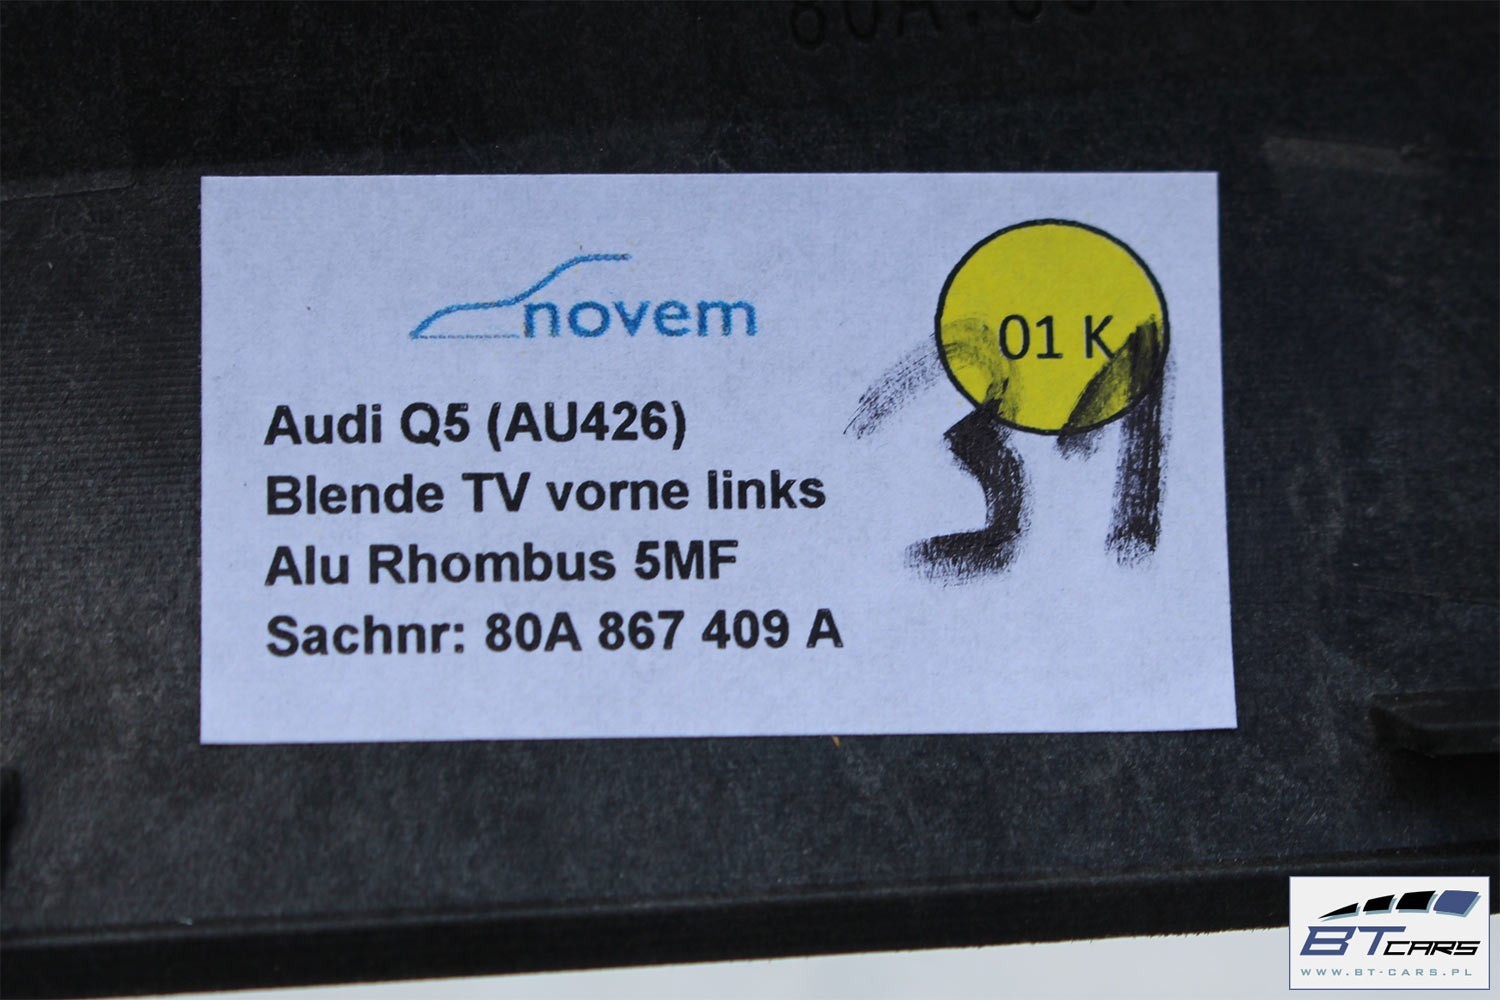 novem
01 K
Audi Q5 (AU426)
Blende TV vorne links
Alu Rhombus 5MF
Sachnr: 80A 867 409 A
BT CARS
WWW.BT-CARS.PL